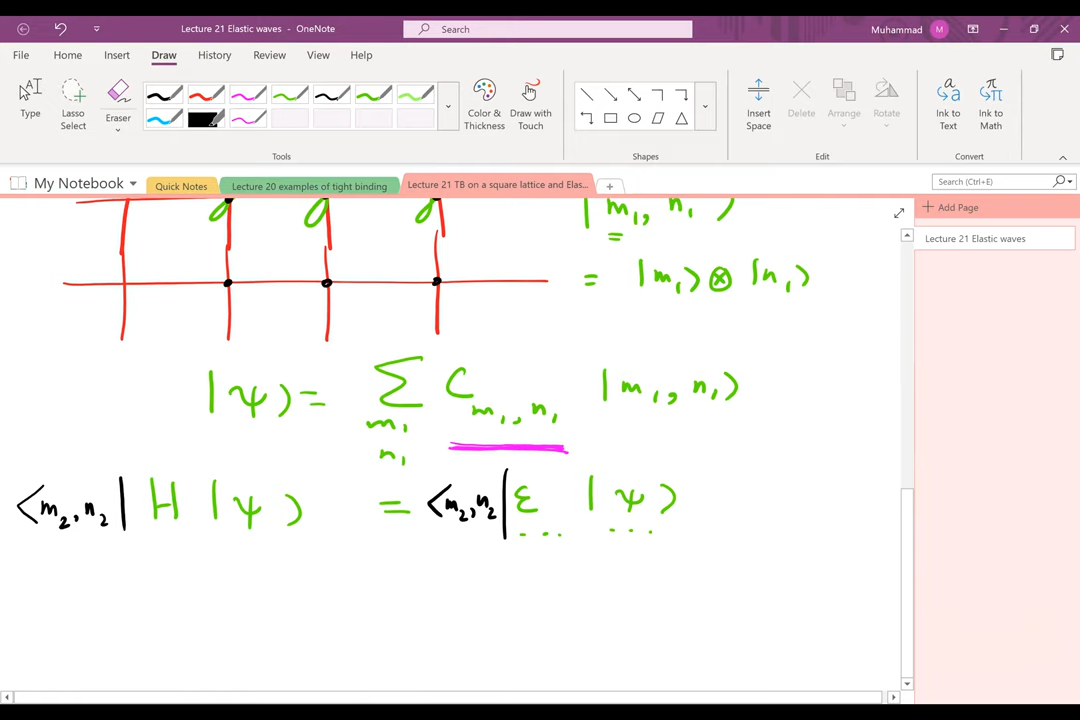 Lecture 21 Elastic waves - OneNote
Search
Muhammad M
File Home Insert Draw History Review View Help
Type
Lasso Select
Eraser
Color & Thickness
Draw with Touch
Insert Space
Delete
Arrange
Rotate
Ink to Text
Ink to Math
Tools Shapes Edit Convert
My Notebook
Quick Notes
Lecture 20 examples of tight binding
Lecture 21 TB on a square lattice and Elas...
Search (Ctrl+E)
Add Page
Lecture 21 Elastic waves
|m₁, n₁⟩
= |m₁⟩ ⊗ |n₁⟩
|ψ⟩ = ∑ C_{m₁, n₁} |m₁, n₁⟩
m₁
n₁
⟨m₂, n₂| H |ψ⟩ = ⟨m₂, n₂| ε |ψ⟩